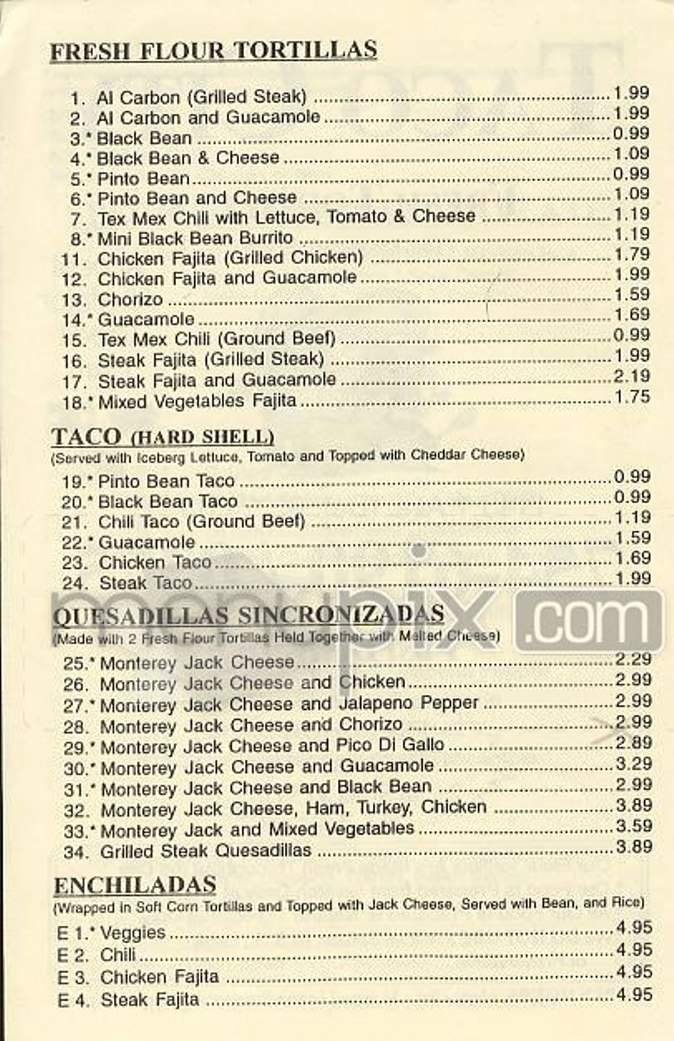 FRESH FLOUR TORTILLAS
1. Al Carbon (Grilled Steak) 1.99
2. Al Carbon and Guacamole 1.99
3.* Black Bean 0.99
4.* Black Bean & Cheese 1.09
5.* Pinto Bean 0.99
6.* Pinto Bean and Cheese 1.09
7. Tex Mex Chili with Lettuce, Tomato & Cheese 1.19
8.* Mini Black Bean Burrito 1.19
11. Chicken Fajita (Grilled Chicken) 1.79
12. Chicken Fajita and Guacamole 1.99
13. Chorizo 1.59
14.* Guacamole 1.69
15. Tex Mex Chili (Ground Beef) 0.99
16. Steak Fajita (Grilled Steak) 1.99
17. Steak Fajita and Guacamole 2.19
18.* Mixed Vegetables Fajita 1.75
TACO (HARD SHELL)
(Served with Iceberg Lettuce, Tomato and Topped with Cheddar Cheese)
19.* Pinto Bean Taco 0.99
20.* Black Bean Taco 0.99
21. Chili Taco (Ground Beef) 1.19
22.* Guacamole 1.59
23. Chicken Taco 1.69
24. Steak Taco 1.99
menupix.com
QUESADILLAS SINCRONIZADAS
(Made with 2 Fresh Flour Tortillas Held Together with Melted Cheese)
25.* Monterey Jack Cheese 2.29
26. Monterey Jack Cheese and Chicken 2.99
27.* Monterey Jack Cheese and Jalapeno Pepper 2.99
28. Monterey Jack Cheese and Chorizo 2.99
29.* Monterey Jack Cheese and Pico Di Gallo 2.89
30.* Monterey Jack Cheese and Guacamole 3.29
31.* Monterey Jack Cheese and Black Bean 2.99
32. Monterey Jack Cheese, Ham, Turkey, Chicken 3.89
33.* Monterey Jack and Mixed Vegetables 3.59
34. Grilled Steak Quesadillas 3.89
ENCHILADAS
(Wrapped in Soft Corn Tortillas and Topped with Jack Cheese, Served with Bean, and Rice)
E 1.* Veggies 4.95
E 2. Chili 4.95
E 3. Chicken Fajita 4.95
E 4. Steak Fajita 4.95